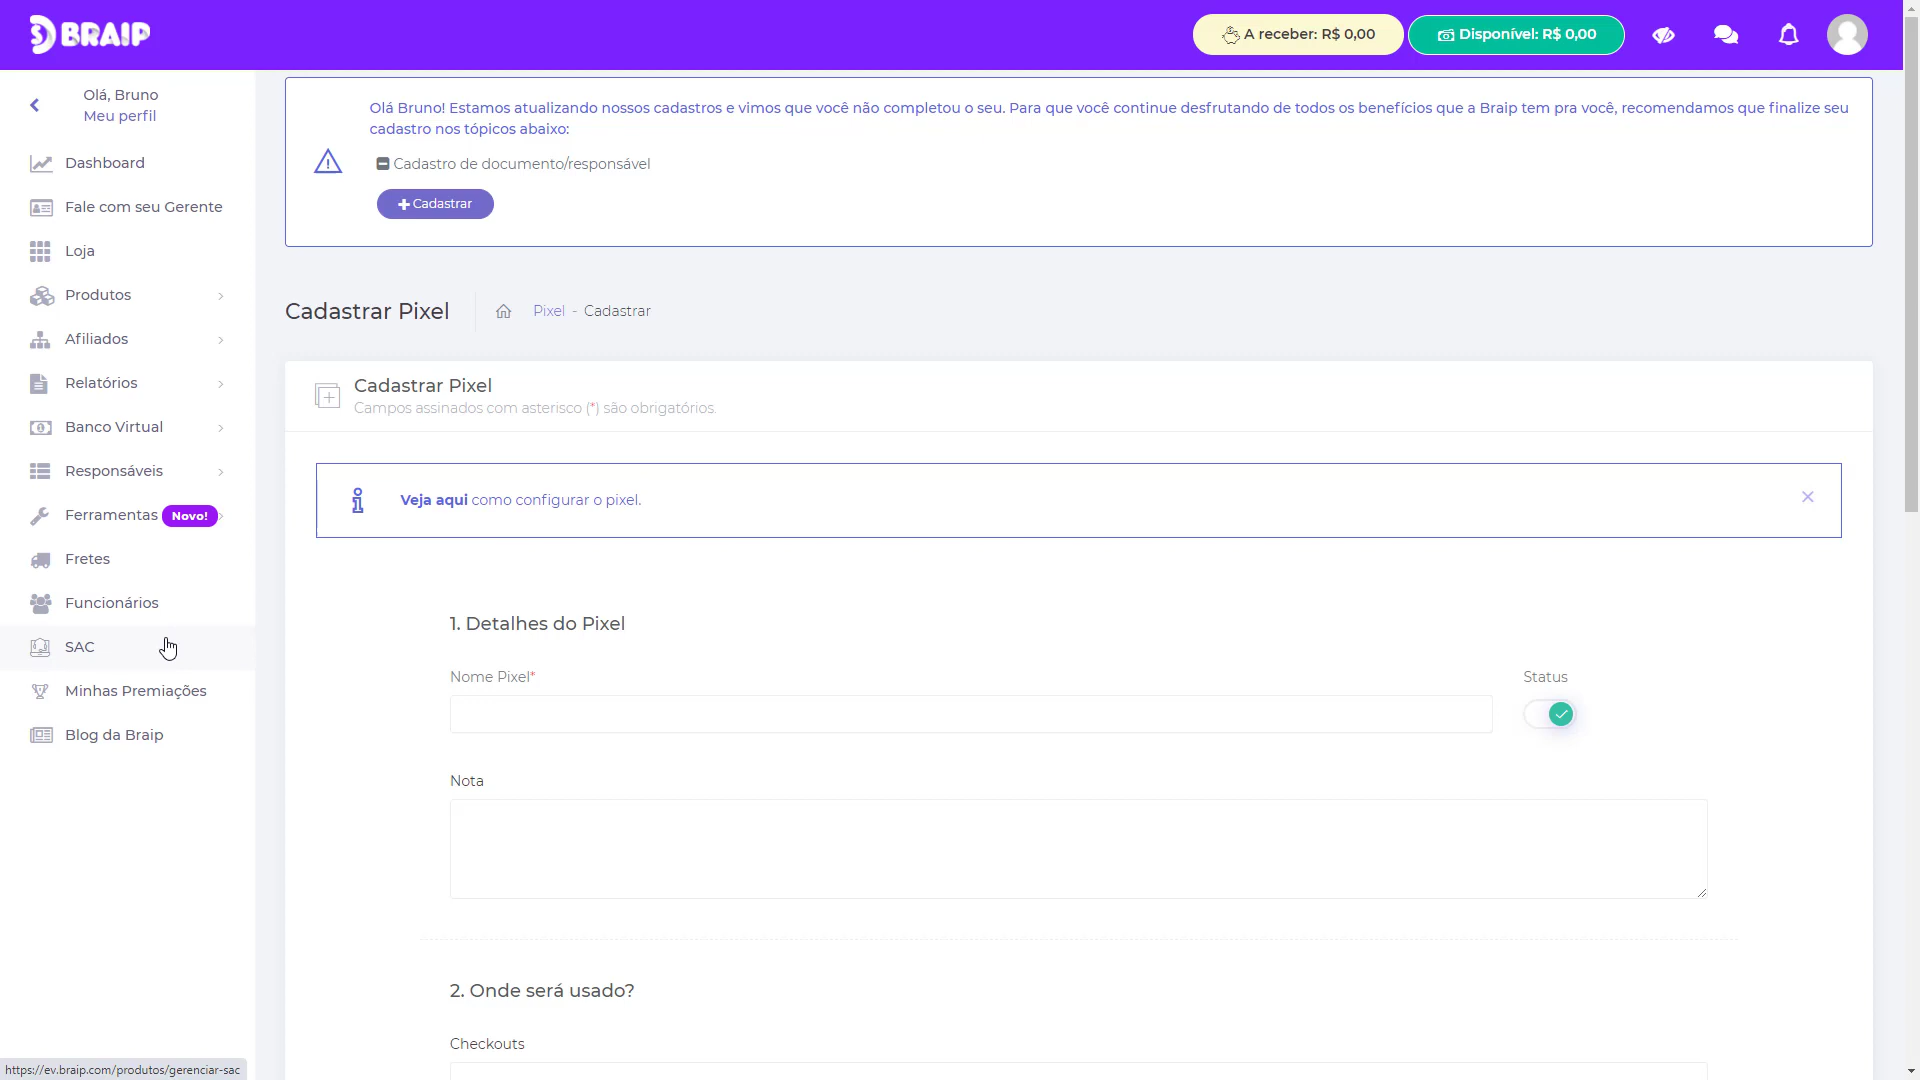 BRAIP
A receber: R$ 0,00
Disponível: R$ 0,00
Olá, Bruno
Meu perfil
Dashboard
Fale com seu Gerente
Loja
Produtos
Afiliados
Relatórios
Banco Virtual
Responsáveis
Ferramentas Novo!
Fretes
Funcionários
SAC
Minhas Premiações
Blog da Braip
Olá Bruno! Estamos atualizando nossos cadastros e vimos que você não completou o seu. Para que você continue desfrutando de todos os benefícios que a Braip tem pra você, recomendamos que finalize seu
cadastro nos tópicos abaixo:
Cadastro de documento/responsável
Cadastrar
Cadastrar Pixel
Pixel - Cadastrar
Cadastrar Pixel
Campos assinados com asterisco (*) são obrigatórios.
Veja aqui como configurar o pixel.
1. Detalhes do Pixel
Nome Pixel*
Status
Nota
2. Onde será usado?
Checkouts
https://ev.braip.com/produtos/gerenciar-sac